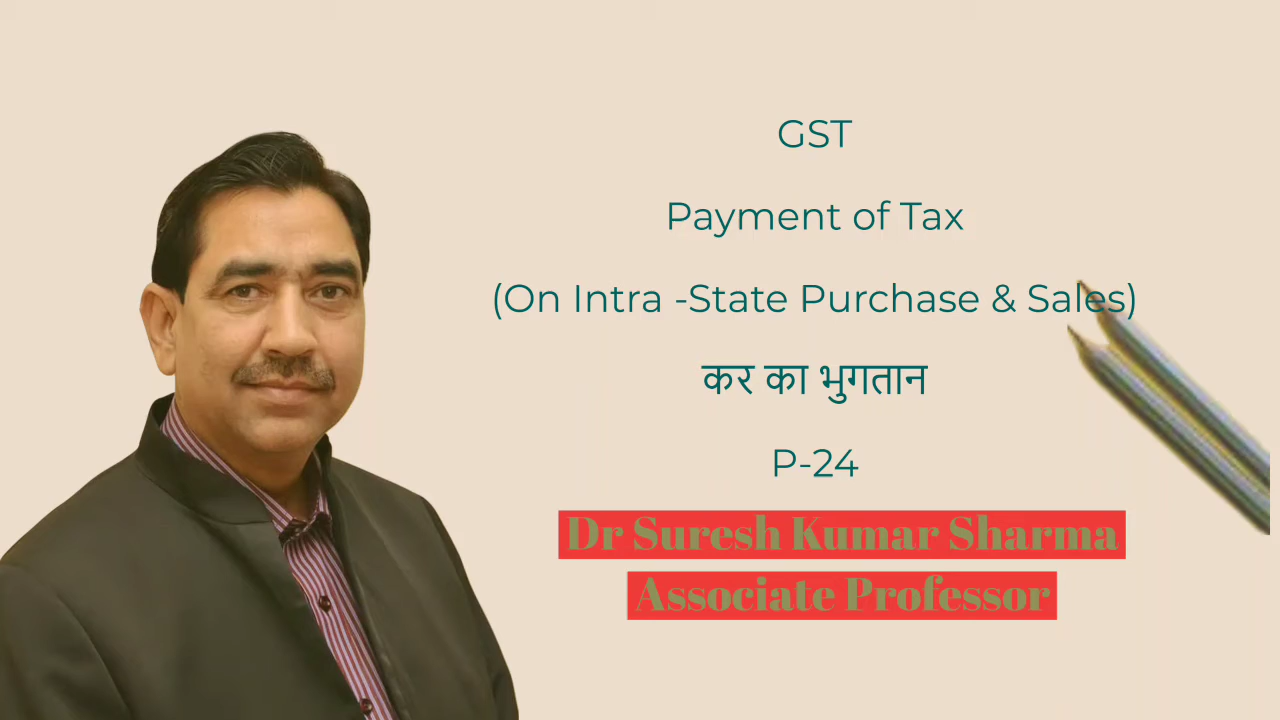 GST
Payment of Tax
(On Intra -State Purchase & Sales)
कर का भुगतान
P-24
Dr Suresh Kumar Sharma
Associate Professor